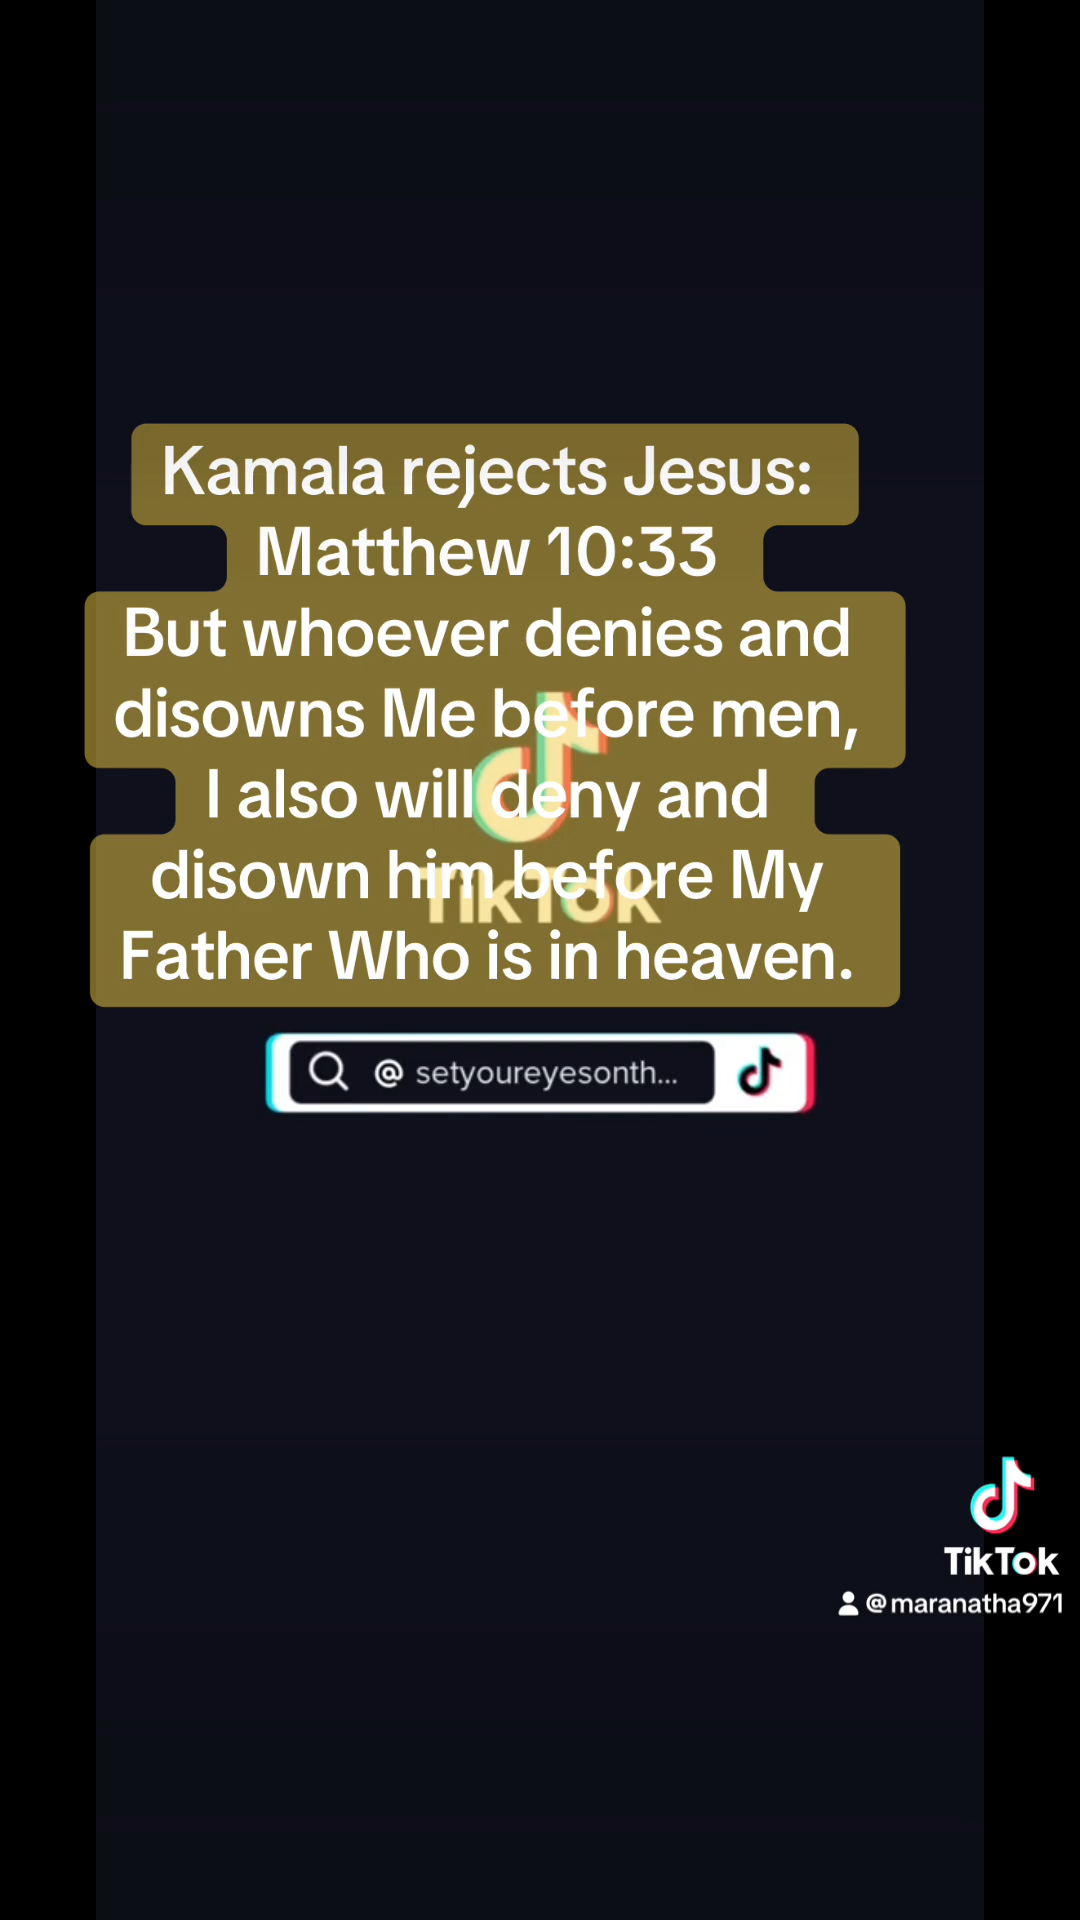 Kamala rejects Jesus:
Matthew 10:33
But whoever denies and
disowns Me before men,
I also will deny and
disown him before My
Father Who is in heaven.
TikTok
@ setyoureyesonth...
TikTok
@maranatha971